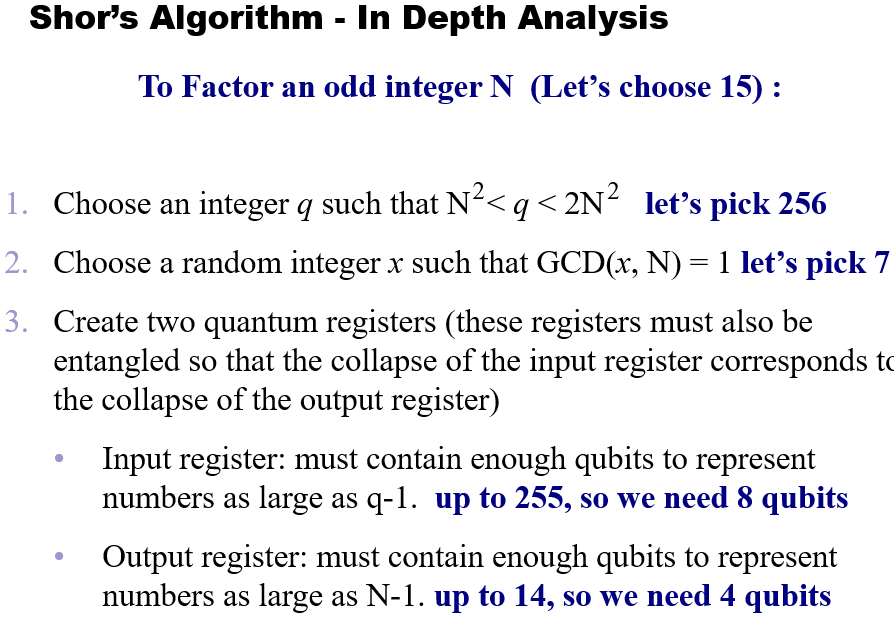 Shor’s Algorithm - In Depth Analysis
To Factor an odd integer N (Let’s choose 15) :
1. Choose an integer q such that N²< q < 2N² let’s pick 256
2. Choose a random integer x such that GCD(x, N) = 1 let’s pick 7
3. Create two quantum registers (these registers must also be
entangled so that the collapse of the input register corresponds to
the collapse of the output register)
• Input register: must contain enough qubits to represent
numbers as large as q-1. up to 255, so we need 8 qubits
• Output register: must contain enough qubits to represent
numbers as large as N-1. up to 14, so we need 4 qubits